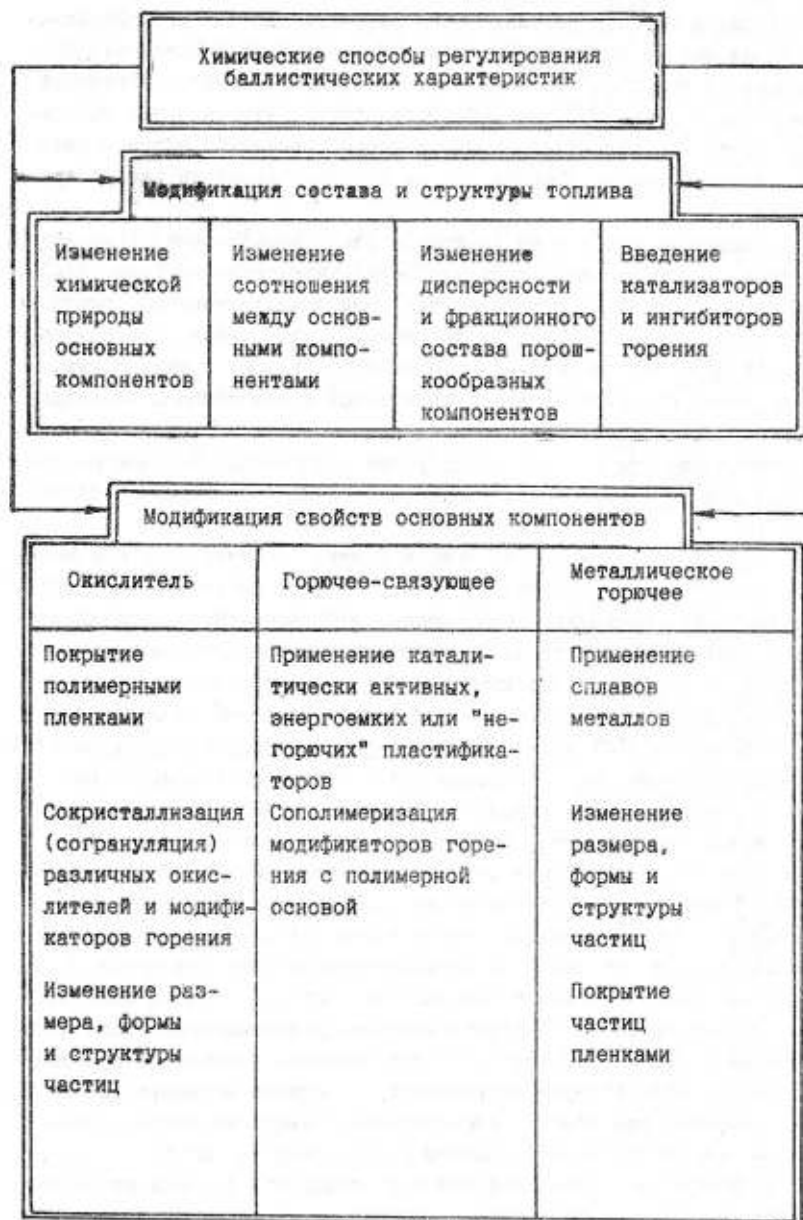 Химические способы регулирования
баллистических характеристик
Модификация состава и структуры топлива
Изменение
химической
природы
основных
компонентов
Изменение
соотношения
между основ-
ными компо-
нентами
Изменение
дисперсности
и фракционного
состава порош-
кообразных
компонентов
Введение
катализаторов
и ингибиторов
горения
Модификация свойств основных компонентов
Окислитель
Горючее-связующее
Металлическое
горючее
Покрытие
полимерными
пленками
Применение катали-
тически активных,
энергоемких или "не-
горючих" пластифика-
торов
Применение
сплавов
металлов
Сокристаллизация
(согрануляция)
различных окис-
лителей и модифи-
каторов горения
Сополимеризация
модификаторов горе-
ния с полимерной
основой
Изменение
размера,
формы и
структуры
частиц
Изменение раз-
мера, формы
и структуры
частиц
Покрытие
частиц
пленками